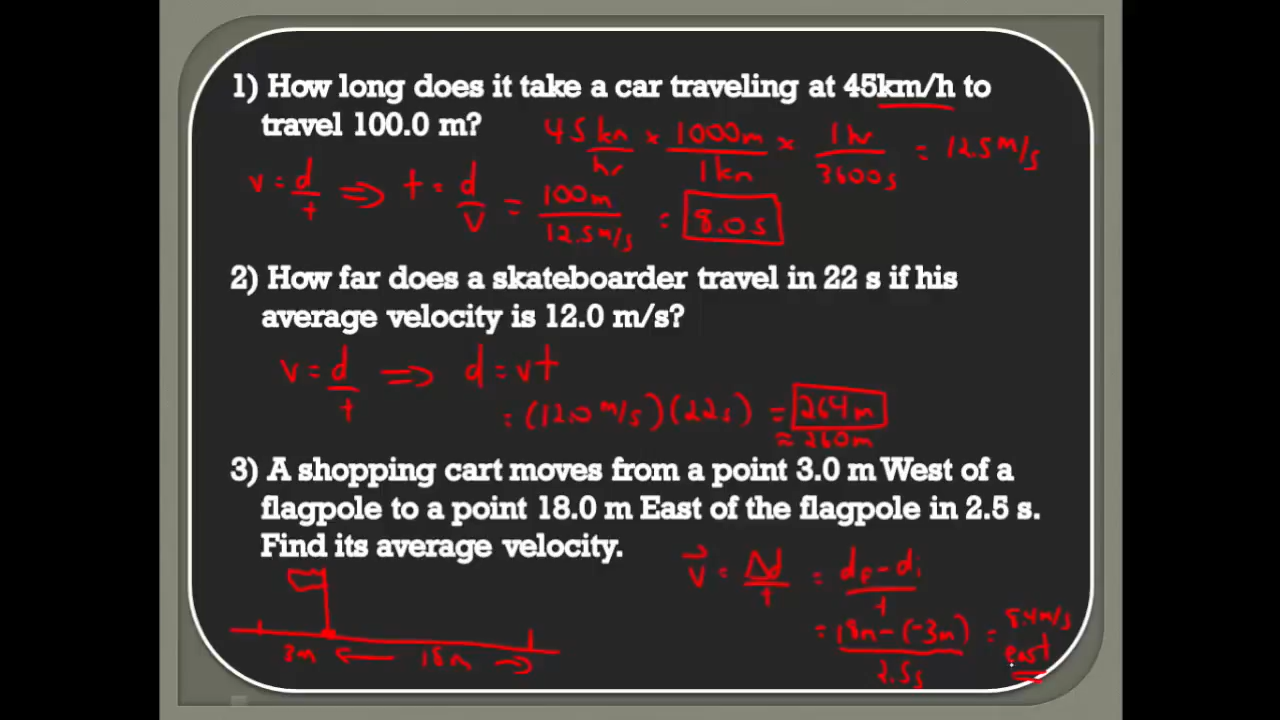 1) How long does it take a car traveling at 45km/h to
travel 100.0 m?
45 km/hr × 1000m/1km × 1hr/3600s = 12.5 m/s
v = d/t ⇒ t = d/v = 100m/12.5m/s = 8.0s
2) How far does a skateboarder travel in 22 s if his
average velocity is 12.0 m/s?
v = d/t ⇒ d = vt
= (12.0 m/s)(22s) = 264m
≈ 260m
3) A shopping cart moves from a point 3.0 m West of a
flagpole to a point 18.0 m East of the flagpole in 2.5 s.
Find its average velocity.
v⃗ = Δd/t = df - di/t
= 18m - (-3m)/2.5s = 8.4m/s
east
3m ← 18m →